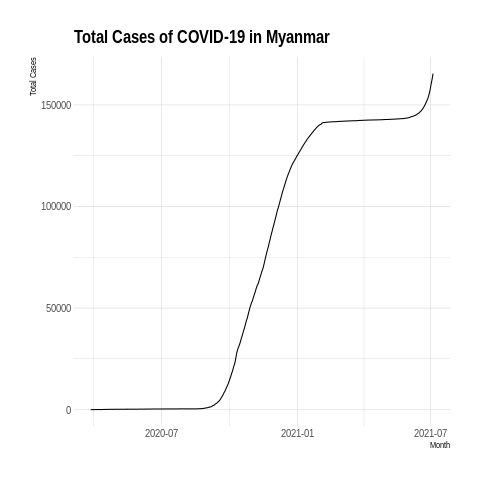 Total Cases of COVID-19 in Myanmar
Total Cases
150000
100000
50000
0
2020-07
2021-01
2021-07
Month